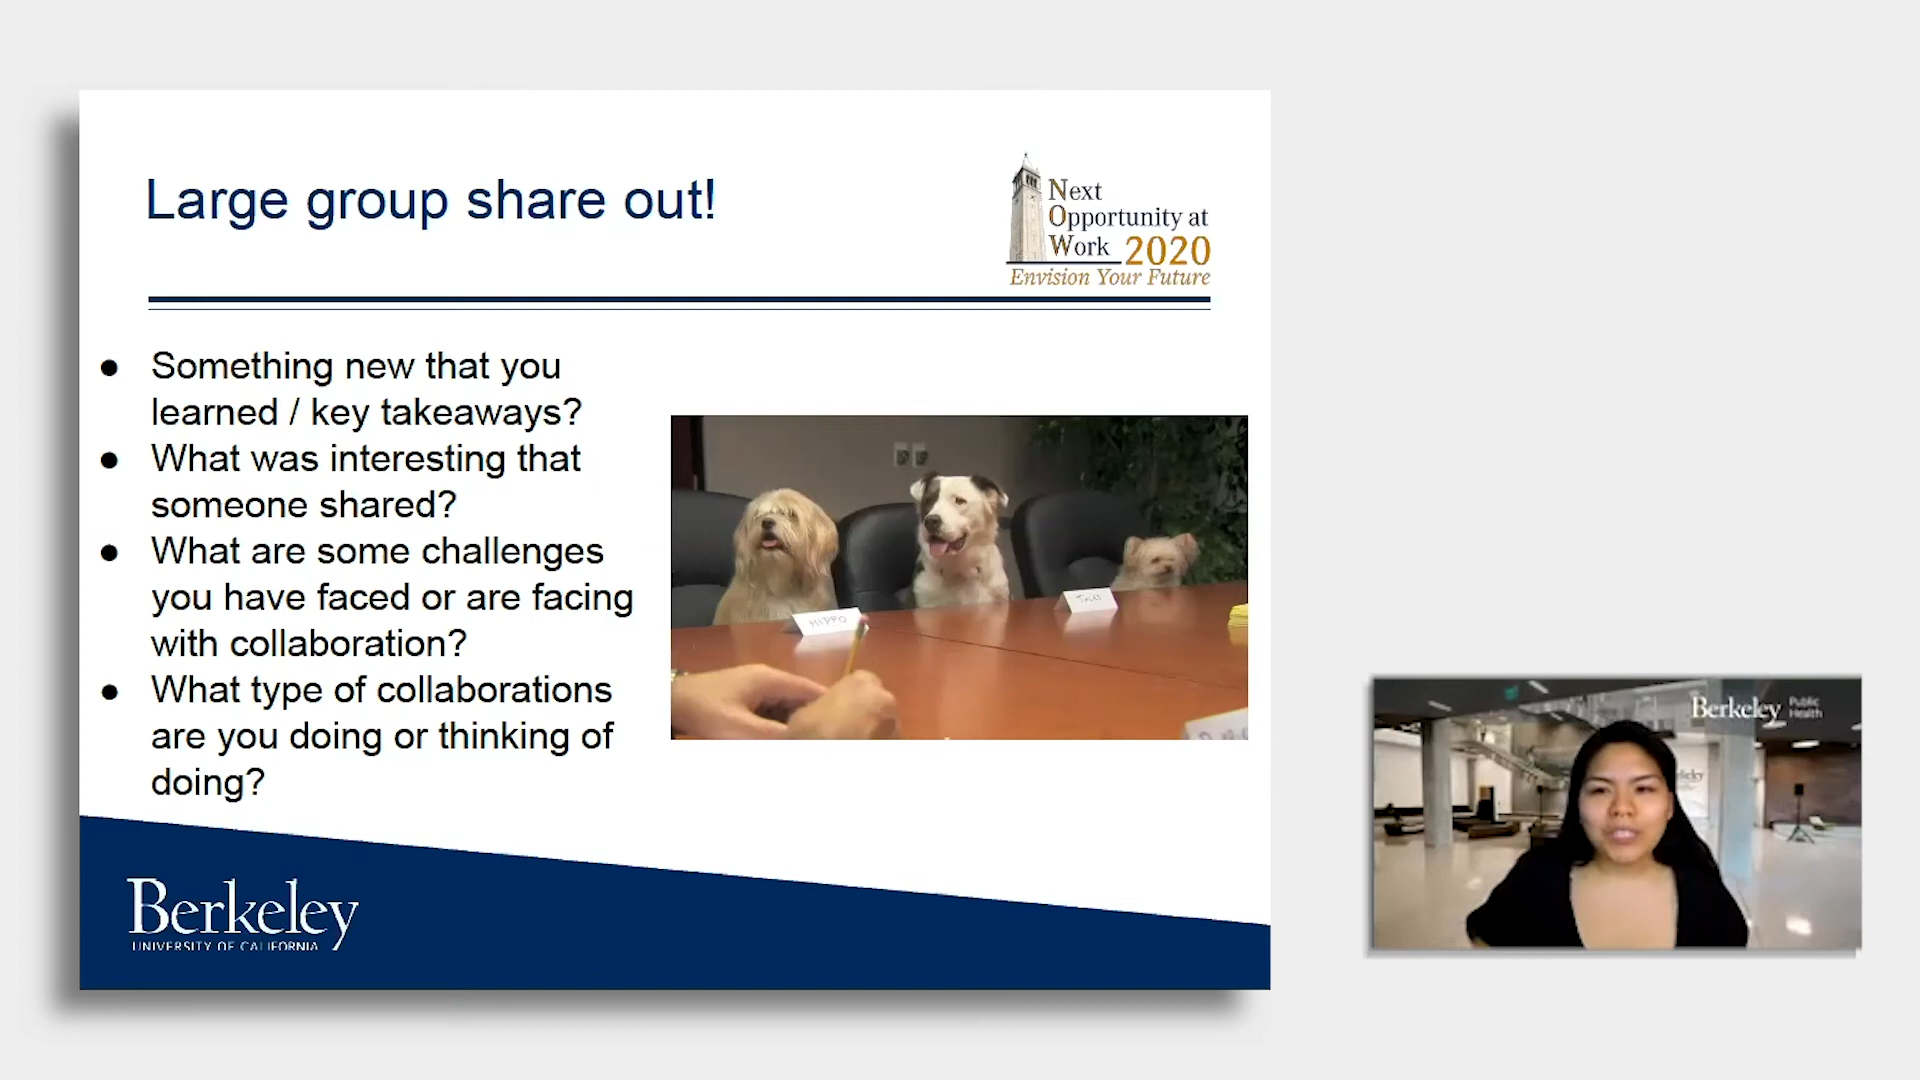 Large group share out!
Next
Opportunity at
Work 2020
Envision Your Future
● Something new that you
learned / key takeaways?
● What was interesting that
someone shared?
● What are some challenges
you have faced or are facing
with collaboration?
● What type of collaborations
are you doing or thinking of
doing?
HIPPO
Berkeley
UNIVERSITY OF CALIFORNIA
Berkeley Public
Health